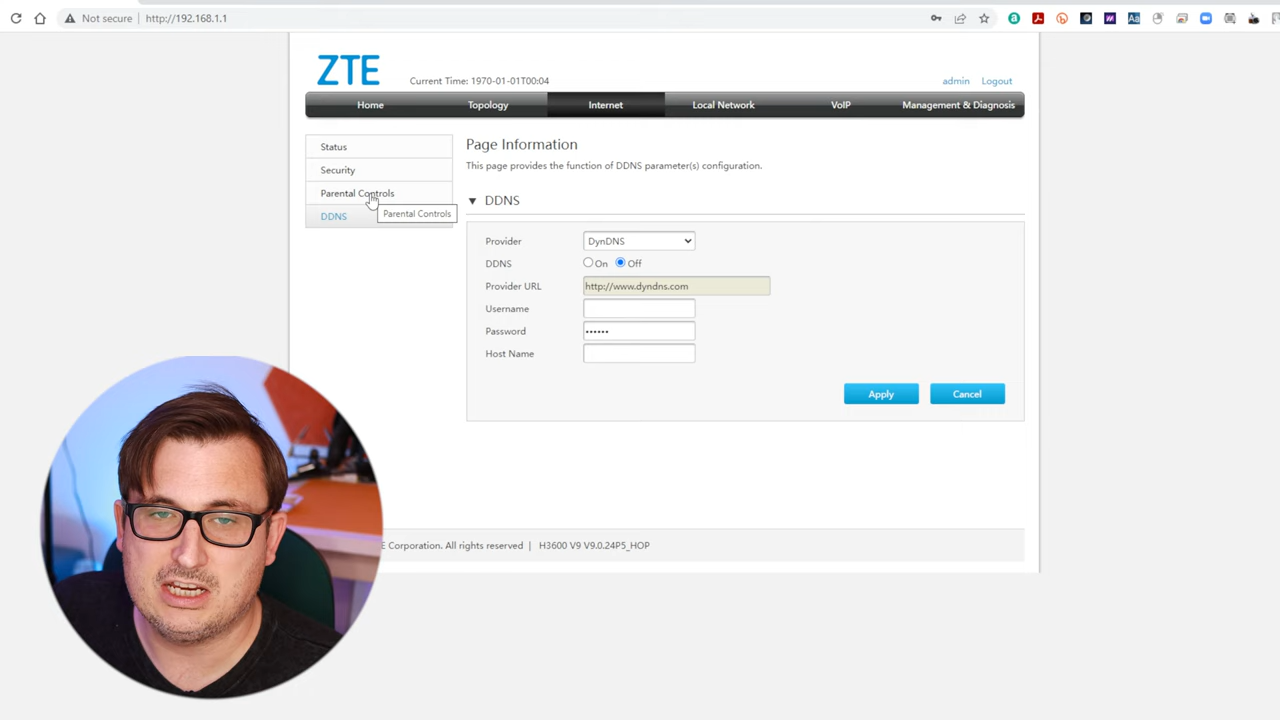 Not secure http://192.168.1.1
ZTE
Current Time: 1970-01-01T00:04
admin Logout
Home Topology Internet Local Network VoIP Management & Diagnosis
Status
Security
Parental Controls
DDNS
Parental Controls
Page Information
This page provides the function of DDNS parameter(s) configuration.
DDNS
Provider DynDNS
DDNS On Off
Provider URL http://www.dyndns.com
Username
Password ••••••
Host Name
Apply Cancel
Corporation. All rights reserved | H3600 V9 V9.0.24P5_HOP